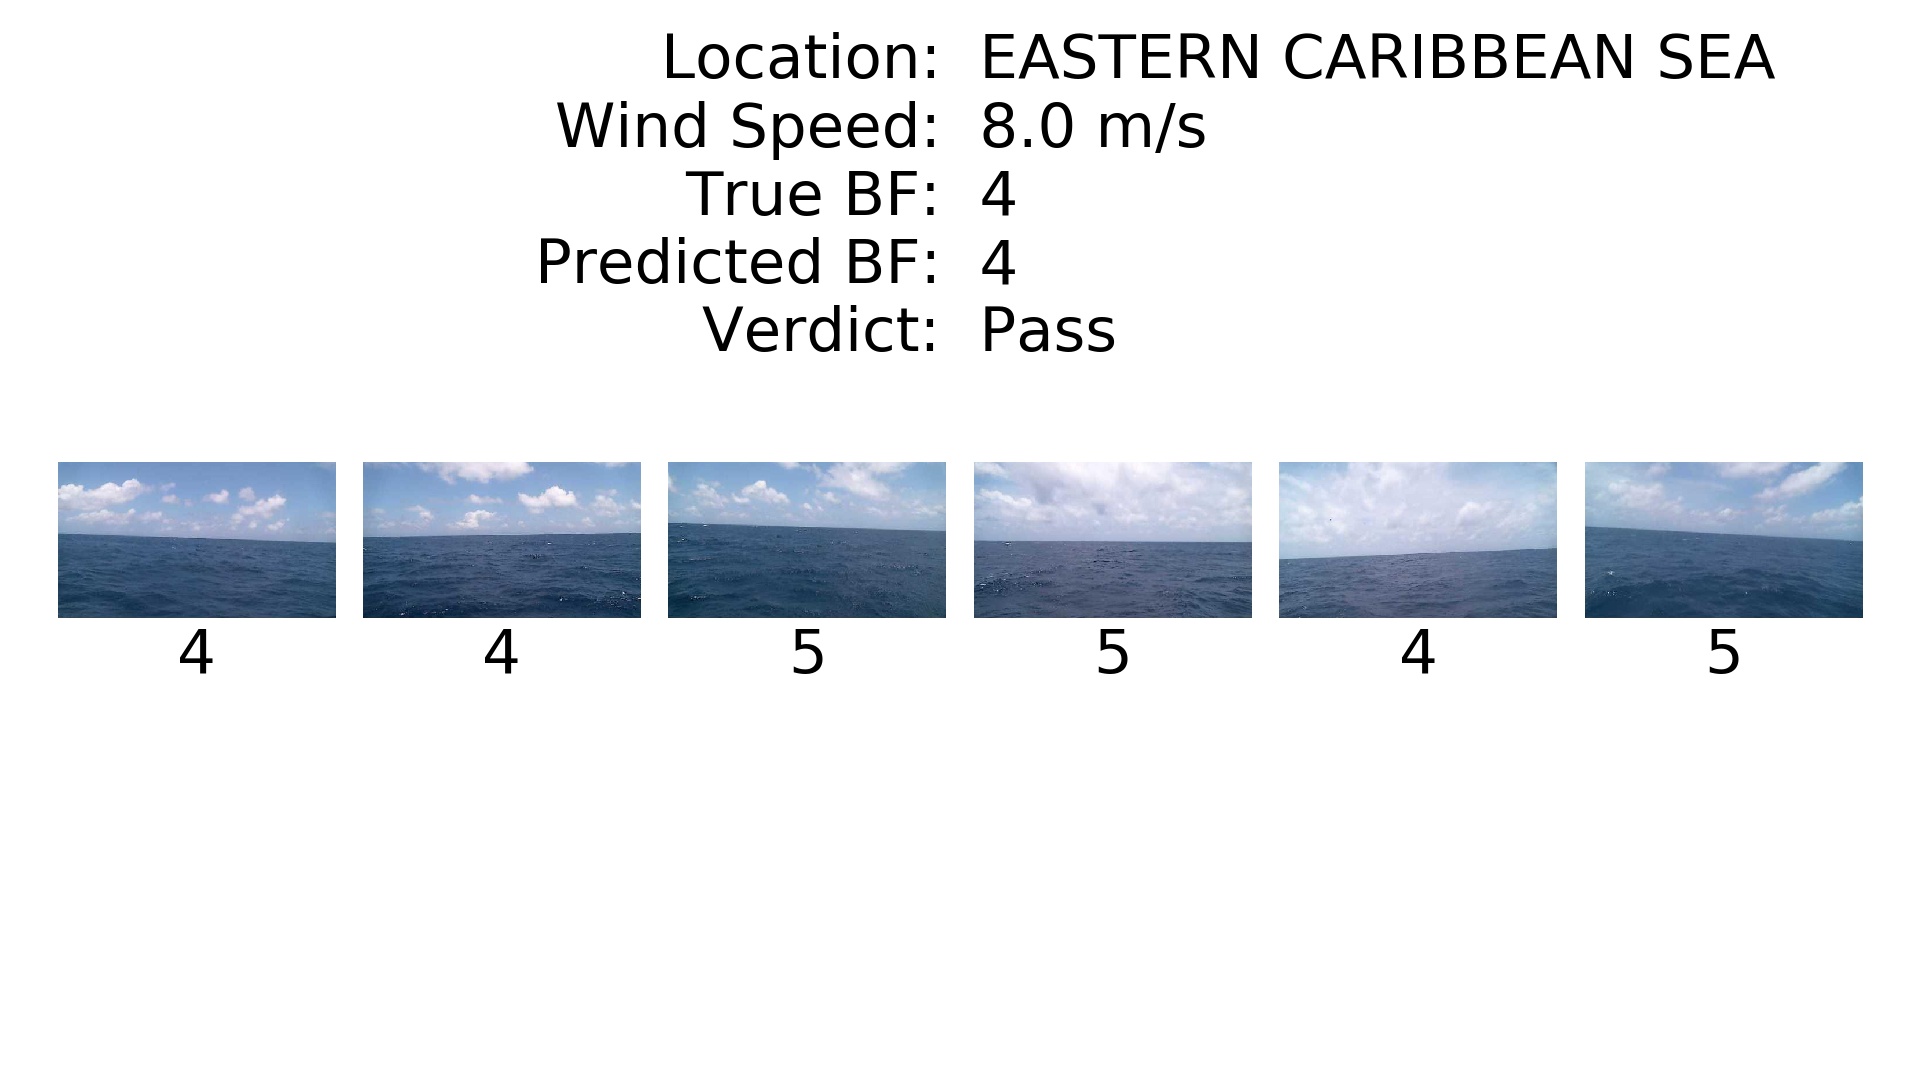 Location: EASTERN CARIBBEAN SEA
Wind Speed: 8.0 m/s
True BF: 4
Predicted BF: 4
Verdict: Pass
4 4 5 5 4 5